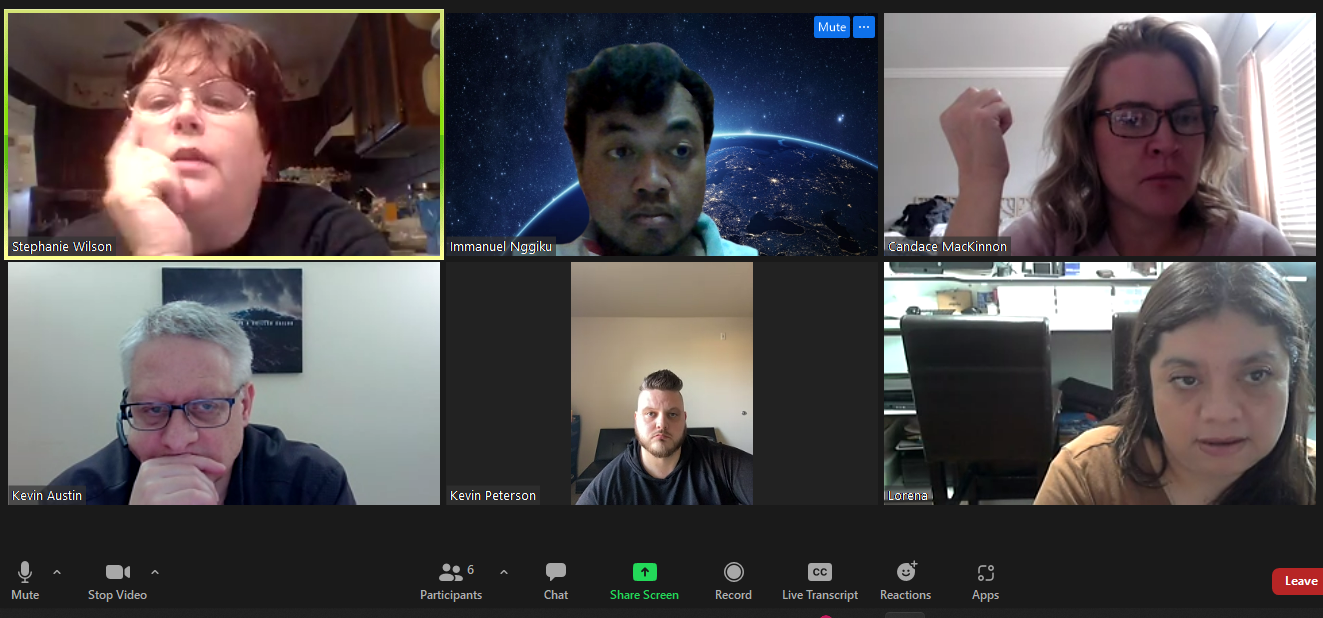 Mute ...
Stephanie Wilson
Immanuel Nggiku
Candace MacKinnon
Kevin Austin
Kevin Peterson
Lorena
6
Mute
Stop Video
Participants
Chat
Share Screen
Record
CC
Live Transcript
Reactions
Apps
Leave